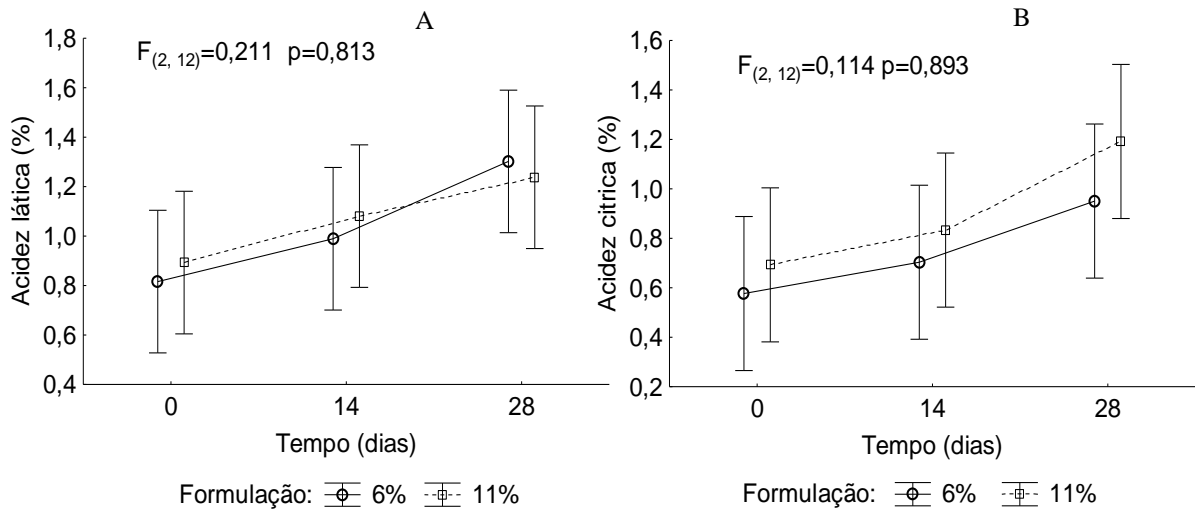 A
F(2, 12)=0,211 p=0,813
Acidez lática (%)
1,8
1,6
1,4
1,2
1,0
0,8
0,6
0,4
0 14 28
Tempo (dias)
Formulação: 6% 11%
B
F(2, 12)=0,114 p=0,893
Acidez citrica (%)
1,6
1,4
1,2
1,0
0,8
0,6
0,4
0,2
0 14 28
Tempo (dias)
Formulação: 6% 11%